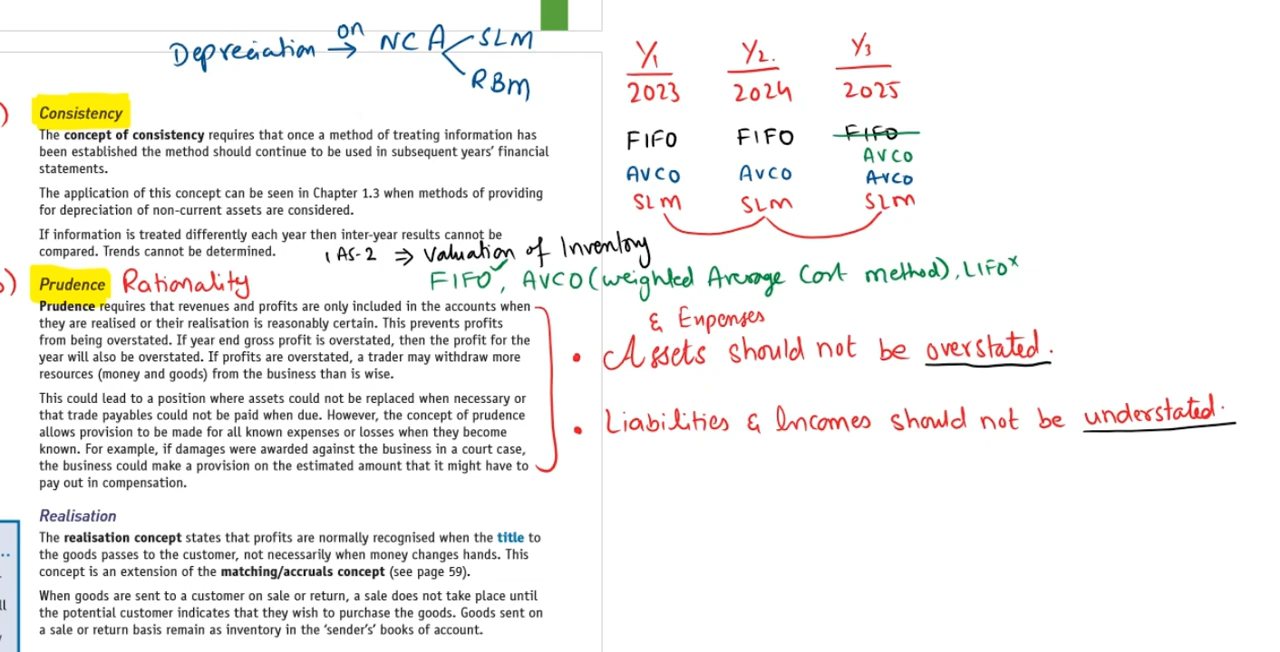 Depreciation → on NCA SLM
RBM
Y1 Y2. Y3
2023 2024 2025
FIFO FIFO FIFO
AVCO
AVCO AVCO AVCO
SLM SLM SLM
Consistency
The concept of consistency requires that once a method of treating information has
been established the method should continue to be used in subsequent years’ financial
statements.
The application of this concept can be seen in Chapter 1.3 when methods of providing
for depreciation of non-current assets are considered.
If information is treated differently each year then inter-year results cannot be
compared. Trends cannot be determined.
IAS-2 ⇒ Valuation of Inventory
FIFO✓, AVCO (weighted Average Cost method), LIFO×
Prudence Rationality
Prudence requires that revenues and profits are only included in the accounts when
they are realised or their realisation is reasonably certain. This prevents profits
from being overstated. If year end gross profit is overstated, then the profit for the
year will also be overstated. If profits are overstated, a trader may withdraw more
resources (money and goods) from the business than is wise.
This could lead to a position where assets could not be replaced when necessary or
that trade payables could not be paid when due. However, the concept of prudence
allows provision to be made for all known expenses or losses when they become
known. For example, if damages were awarded against the business in a court case,
the business could make a provision on the estimated amount that it might have to
pay out in compensation.
& Expenses
• Assets should not be overstated.
• Liabilities & Incomes should not be understated.
Realisation
The realisation concept states that profits are normally recognised when the title to
the goods passes to the customer, not necessarily when money changes hands. This
concept is an extension of the matching/accruals concept (see page 59).
When goods are sent to a customer on sale or return, a sale does not take place until
the potential customer indicates that they wish to purchase the goods. Goods sent on
a sale or return basis remain as inventory in the ‘sender’s’ books of account.